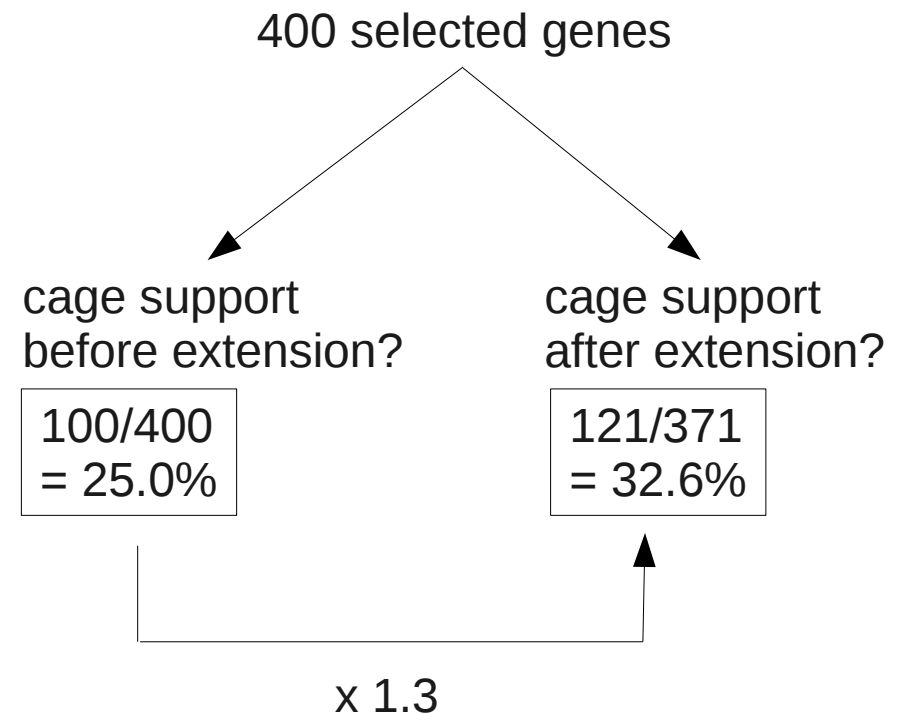 400 selected genes
cage support
before extension?
cage support
after extension?
100/400
= 25.0%
121/371
= 32.6%
x 1.3